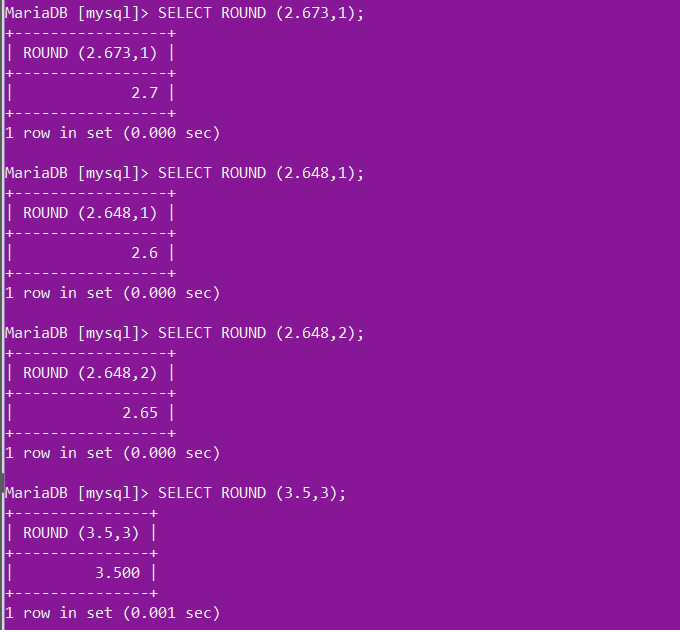 MariaDB [mysql]> SELECT ROUND (2.673,1);
+-----------------+
| ROUND (2.673,1) |
+-----------------+
|             2.7 |
+-----------------+
1 row in set (0.000 sec)

MariaDB [mysql]> SELECT ROUND (2.648,1);
+-----------------+
| ROUND (2.648,1) |
+-----------------+
|             2.6 |
+-----------------+
1 row in set (0.000 sec)

MariaDB [mysql]> SELECT ROUND (2.648,2);
+-----------------+
| ROUND (2.648,2) |
+-----------------+
|            2.65 |
+-----------------+
1 row in set (0.000 sec)

MariaDB [mysql]> SELECT ROUND (3.5,3);
+---------------+
| ROUND (3.5,3) |
+---------------+
|         3.500 |
+---------------+
1 row in set (0.001 sec)